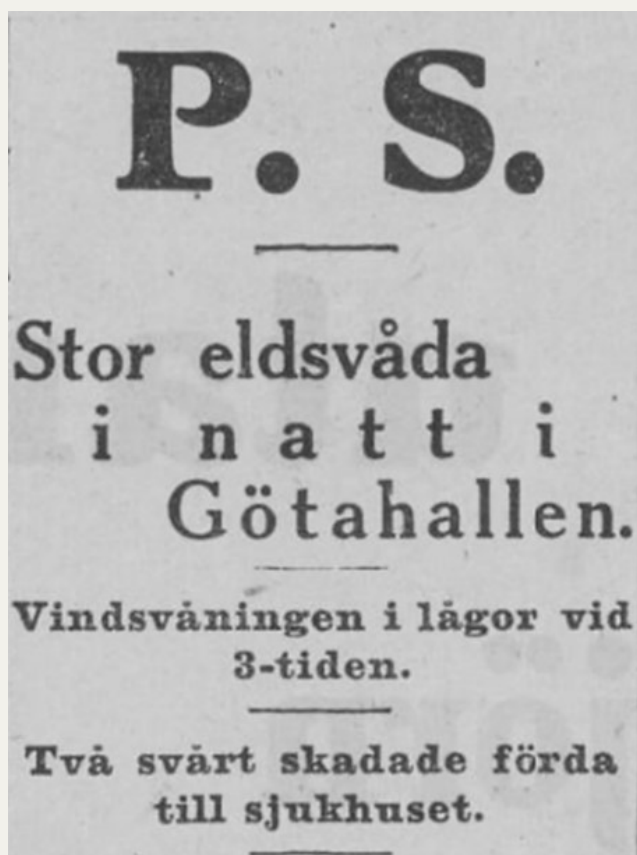 P. S.
Stor eldsvåda
i natt i
Götahallen.
Vindsvåningen i lågor vid
3-tiden.
Två svårt skadade förda
till sjukhuset.